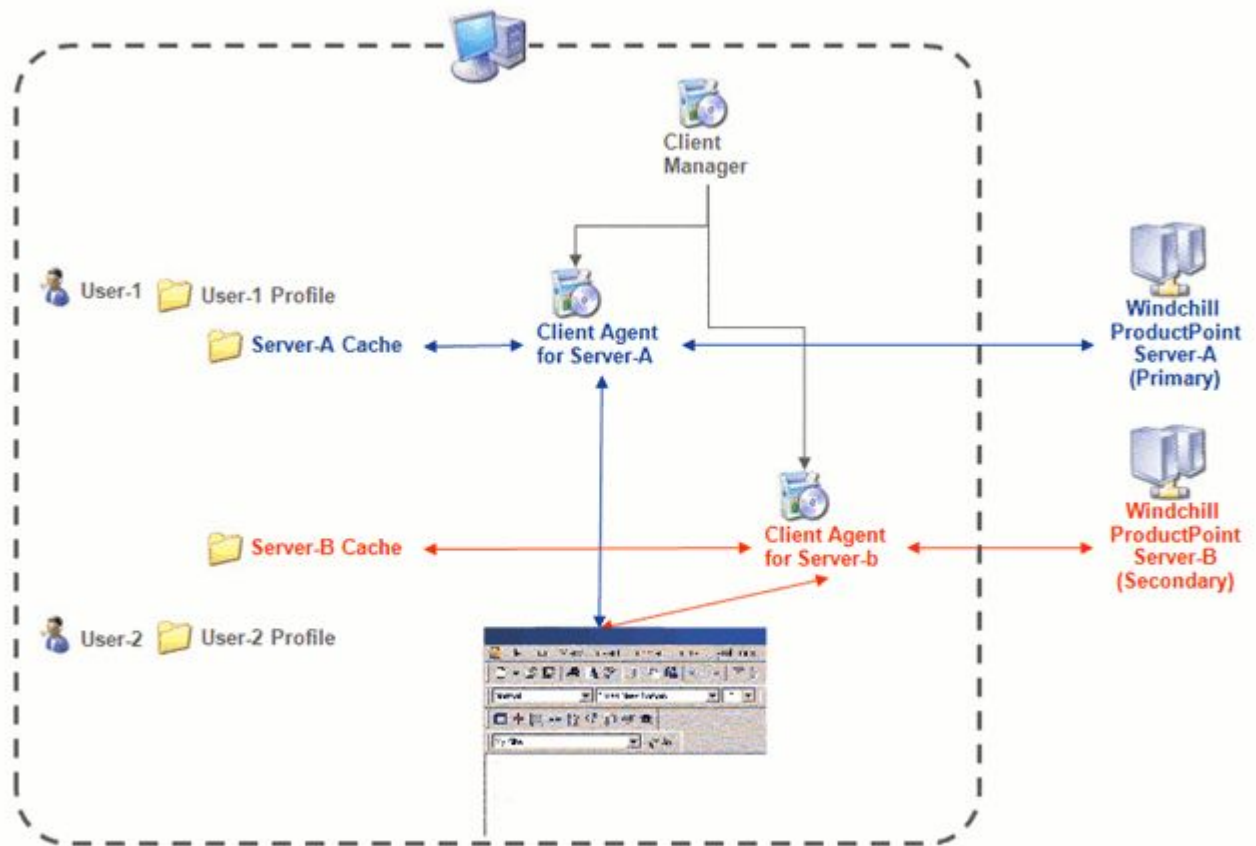 Client
Manager
User-1
User-1 Profile
Server-A Cache
Client Agent
for Server-A
Windchill
ProductPoint
Server-A
(Primary)
Server-B Cache
Client Agent
for Server-b
Windchill
ProductPoint
Server-B
(Secondary)
User-2
User-2 Profile